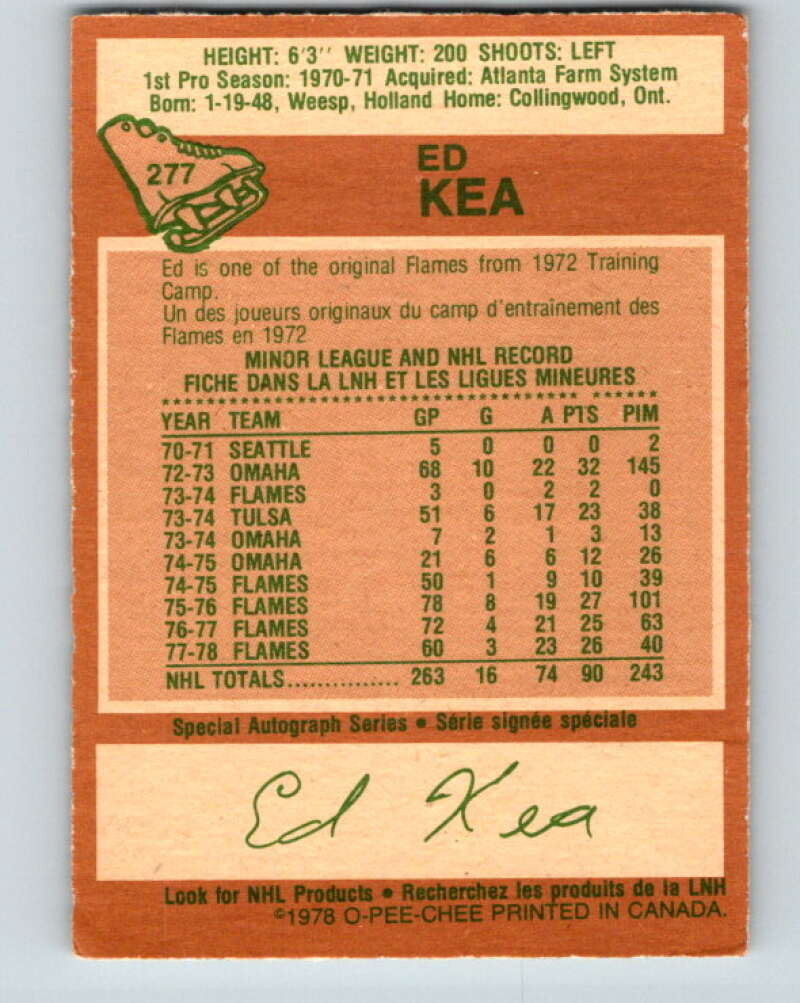 HEIGHT: 6'3'' WEIGHT: 200 SHOOTS: LEFT
1st Pro Season: 1970-71 Acquired: Atlanta Farm System
Born: 1-19-48, Weesp, Holland Home: Collingwood, Ont.
277
ED
KEA
Ed is one of the original Flames from 1972 Training
Camp.
Un des joueurs originaux du camp d'entraînement des
Flames en 1972
MINOR LEAGUE AND NHL RECORD
FICHE DANS LA LNH ET LES LIGUES MINEURES
YEAR TEAM GP G A PTS PIM
70-71 SEATTLE 5 0 0 0 2
72-73 OMAHA 68 10 22 32 145
73-74 FLAMES 3 0 2 2 0
73-74 TULSA 51 6 17 23 38
73-74 OMAHA 7 2 1 3 13
74-75 OMAHA 21 6 6 12 26
74-75 FLAMES 50 1 9 10 39
75-76 FLAMES 78 8 19 27 101
76-77 FLAMES 72 4 21 25 63
77-78 FLAMES 60 3 23 26 40
NHL TOTALS............... 263 16 74 90 243
Special Autograph Series • Série signée spéciale
Ed Kea
Look for NHL Products • Recherchez les produits de la LNH
©1978 O-PEE-CHEE PRINTED IN CANADA.